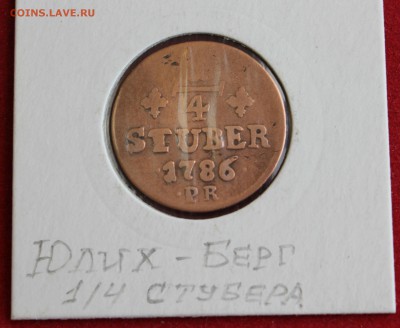 COINS.LAVE.RU
1
4
STUBER
·1786·
·PR·
Юлих - Берг
1/4 стубера